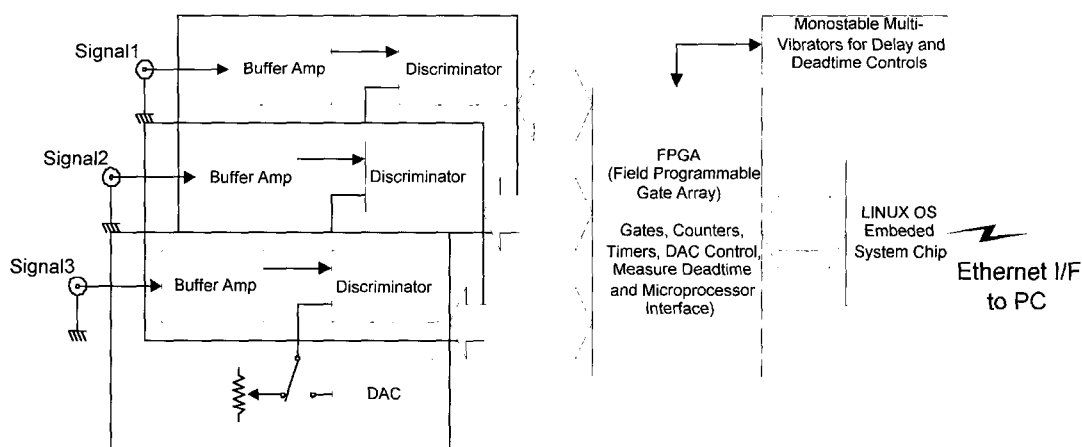 Signal1
Buffer Amp
Discriminator
Signal2
Buffer Amp
Discriminator
Signal3
Buffer Amp
Discriminator
DAC
Monostable Multi-
Vibrators for Delay and
Deadtime Controls
FPGA
(Field Programmable
Gate Array)
Gates, Counters,
Timers, DAC Control,
Measure Deadtime
and Microprocessor
Interface)
LINUX OS
Embeded
System Chip
Ethernet I/F
to PC